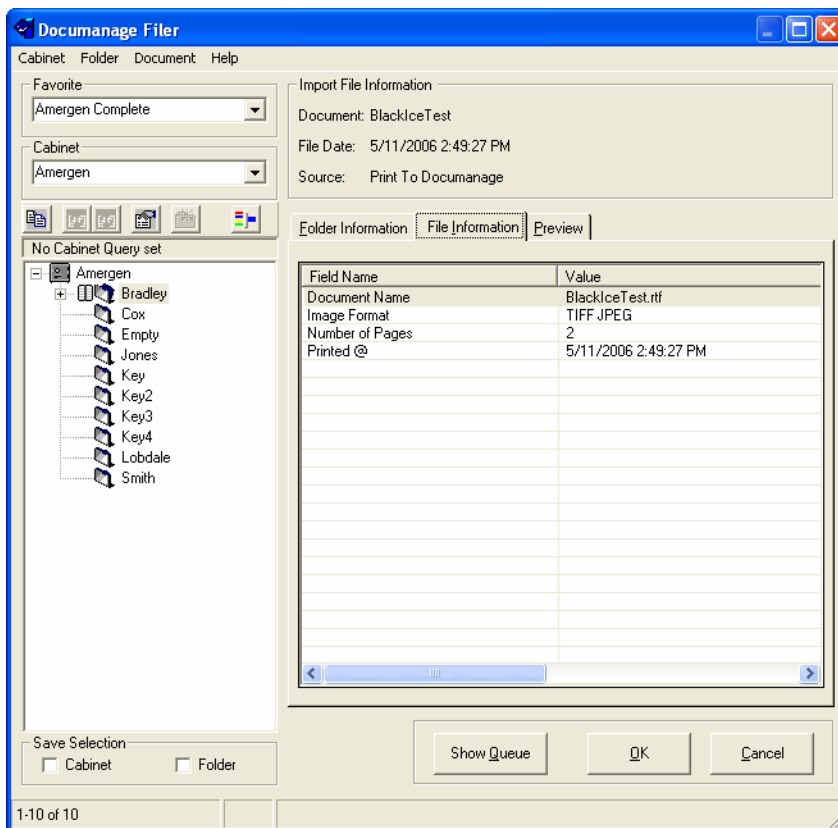 Documanage Filer
Cabinet Folder Document Help
Favorite
Amergen Complete
Cabinet
Amergen
No Cabinet Query set
Amergen
Bradley
Cox
Empty
Jones
Key
Key2
Key3
Key4
Lobdale
Smith
Save Selection
Cabinet Folder
1-10 of 10
Import File Information
Document: BlackIceTest
File Date: 5/11/2006 2:49:27 PM
Source: Print To Documanage
Folder Information File Information Preview
Field Name Value
Document Name BlackIceTest.rtf
Image Format TIFF JPEG
Number of Pages 2
Printed @ 5/11/2006 2:49:27 PM
Show Queue OK Cancel